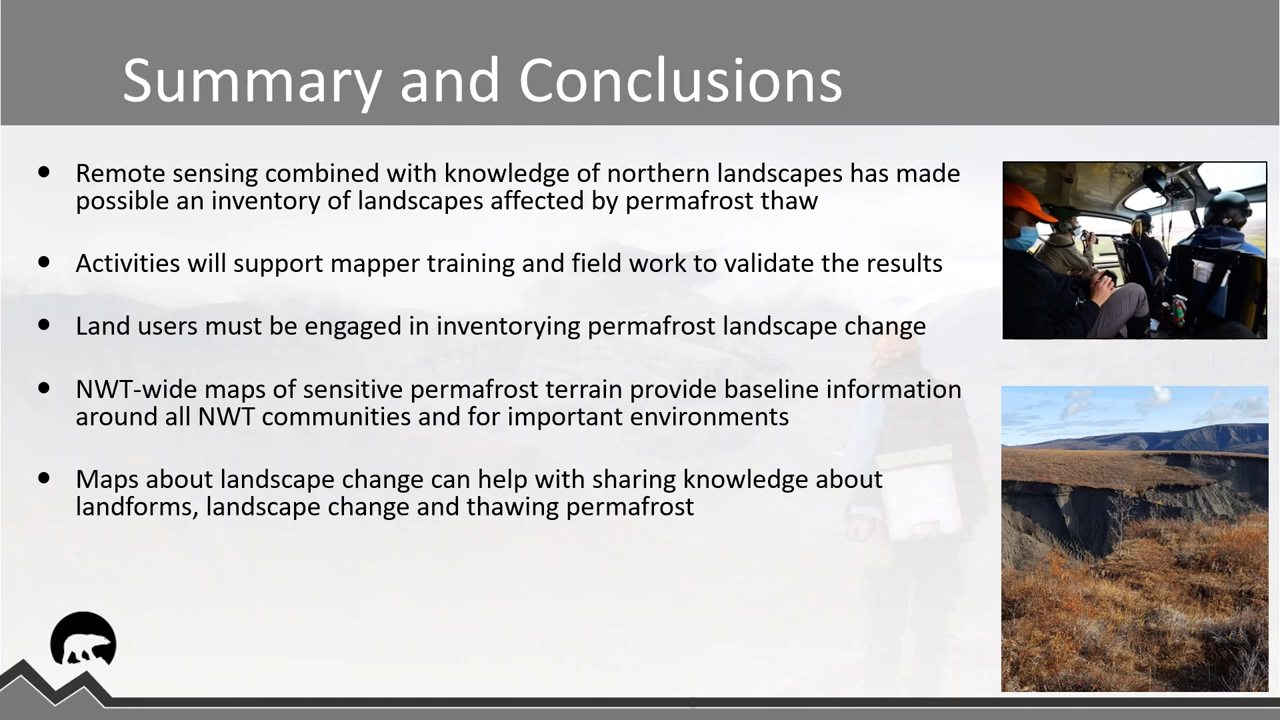 Summary and Conclusions
• Remote sensing combined with knowledge of northern landscapes has made
possible an inventory of landscapes affected by permafrost thaw
• Activities will support mapper training and field work to validate the results
• Land users must be engaged in inventorying permafrost landscape change
• NWT-wide maps of sensitive permafrost terrain provide baseline information
around all NWT communities and for important environments
• Maps about landscape change can help with sharing knowledge about
landforms, landscape change and thawing permafrost